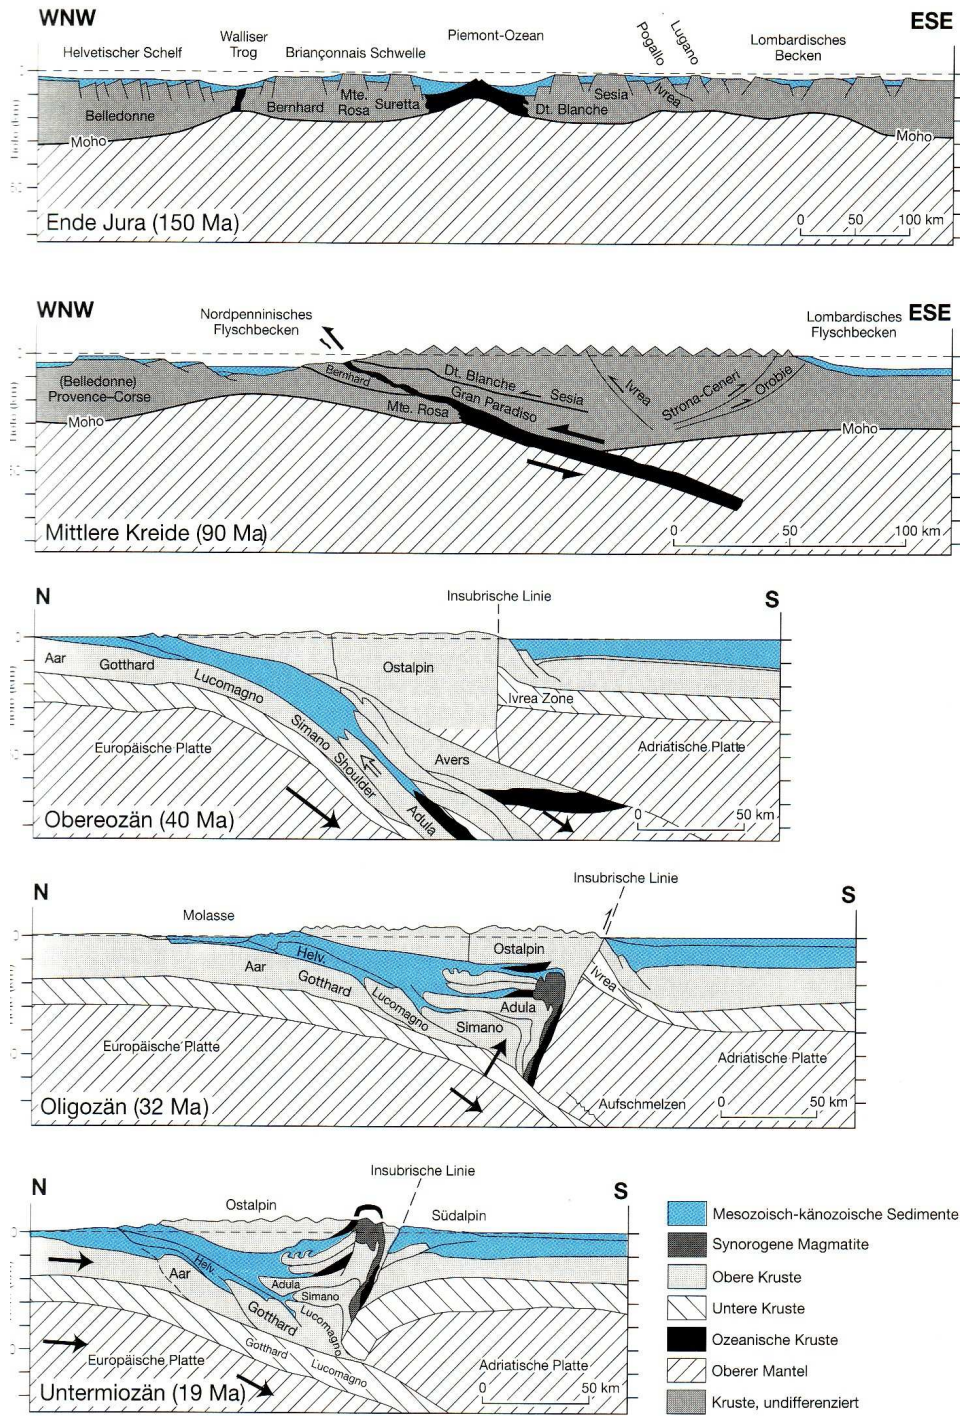 WNW
ESE
Helvetischer Schelf
Walliser
Trog
Briançonnais Schwelle
Piemont-Ozean
Pogallo
Lugano
Lombardisches
Becken
Belledonne
Bernhard
Mte.
Rosa
Suretta
Dt. Blanche
Sesia
Ivrea
Moho
Moho
Ende Jura (150 Ma)
0 50 100 km
WNW
ESE
Nordpenninisches
Flyschbecken
Lombardisches
Flyschbecken
(Belledonne)
Provence–Corse
Bernhard
Mte. Rosa
Dt. Blanche
Gran Paradiso
Sesia
Ivrea
Strona-Ceneri
Orobie
Moho
Moho
Mittlere Kreide (90 Ma)
0 50 100 km
N
S
Insubrische Linie
Aar
Gotthard
Lucomagno
Simano
Shoulder
Adula
Ostalpin
Avers
Ivrea Zone
Europäische Platte
Adriatische Platte
Obereozän (40 Ma)
0 50 km
N
S
Insubrische Linie
Molasse
Helv.
Aar
Gotthard
Lucomagno
Simano
Adula
Ostalpin
Ivrea
Europäische Platte
Adriatische Platte
Aufschmelzen
Oligozän (32 Ma)
0 50 km
N
S
Insubrische Linie
Ostalpin
Südalpin
Helv.
Aar
Adula
Simano
Gotthard
Lucomagno
Gotthard
Lucomagno
Europäische Platte
Adriatische Platte
Untermiozän (19 Ma)
0 50 km
Mesozoisch-känozoische Sedimente
Synorogene Magmatite
Obere Kruste
Untere Kruste
Ozeanische Kruste
Oberer Mantel
Kruste, undifferenziert